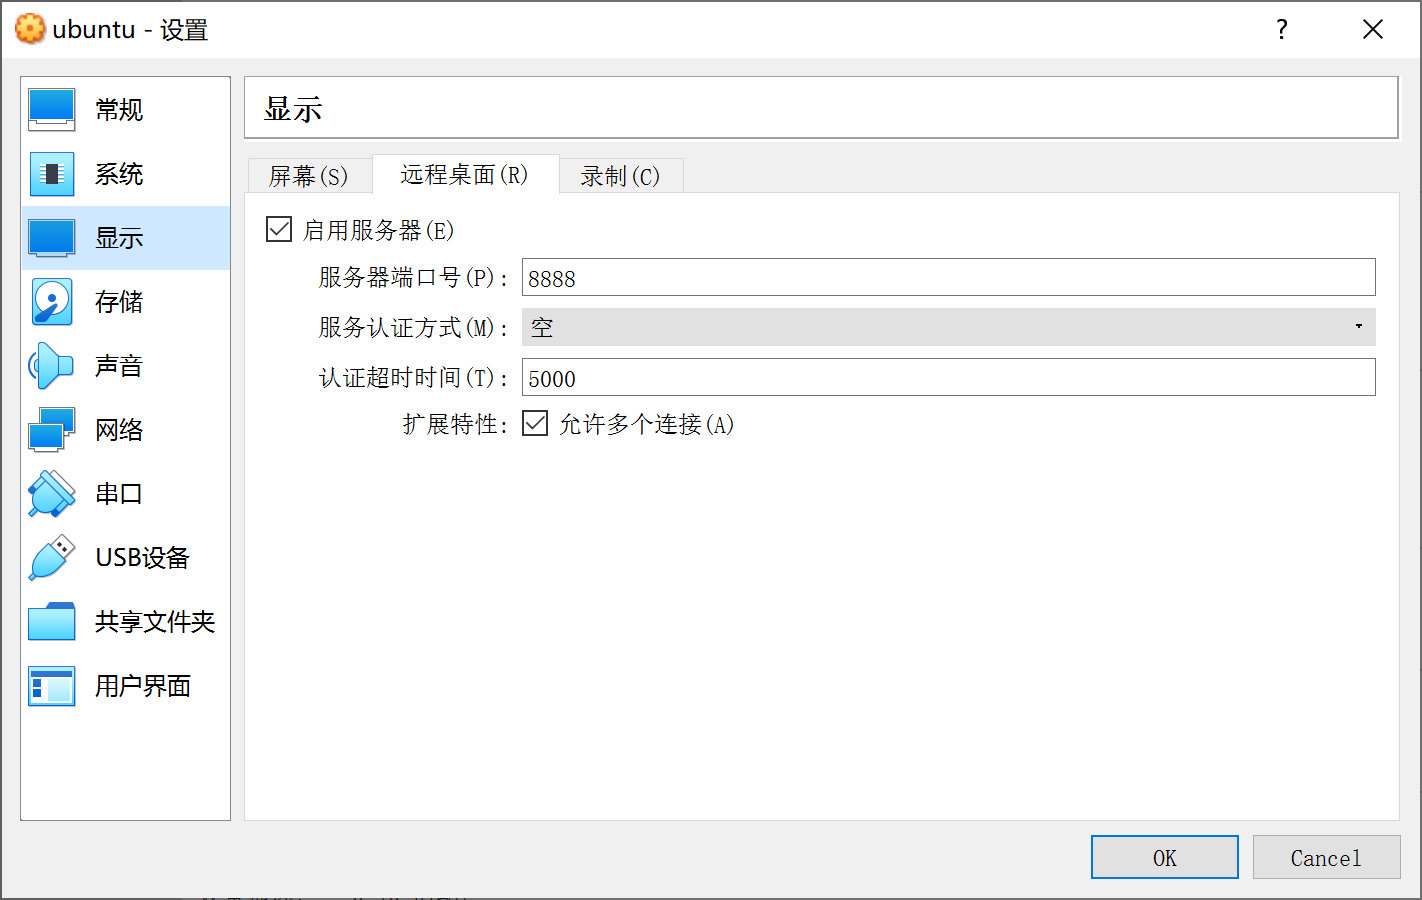 ubuntu - 设置
?
常规
系统
显示
存储
声音
网络
串口
USB设备
共享文件夹
用户界面
显示
屏幕(S) 远程桌面(R) 录制(C)
启用服务器(E)
服务器端口号(P): 8888
服务认证方式(M): 空
认证超时时间(T): 5000
扩展特性: 允许多个连接(A)
OK Cancel